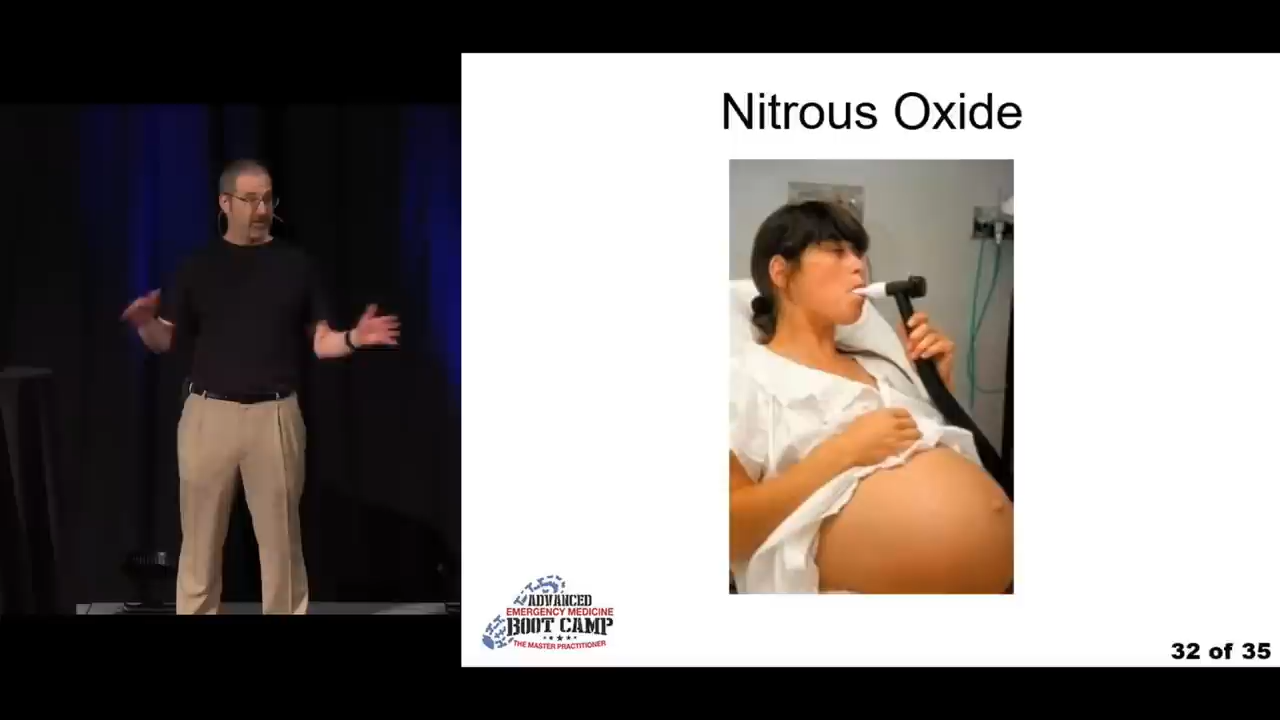 Nitrous Oxide
ADVANCED
EMERGENCY MEDICINE
BOOT CAMP
THE MASTER PRACTITIONER
32 of 35